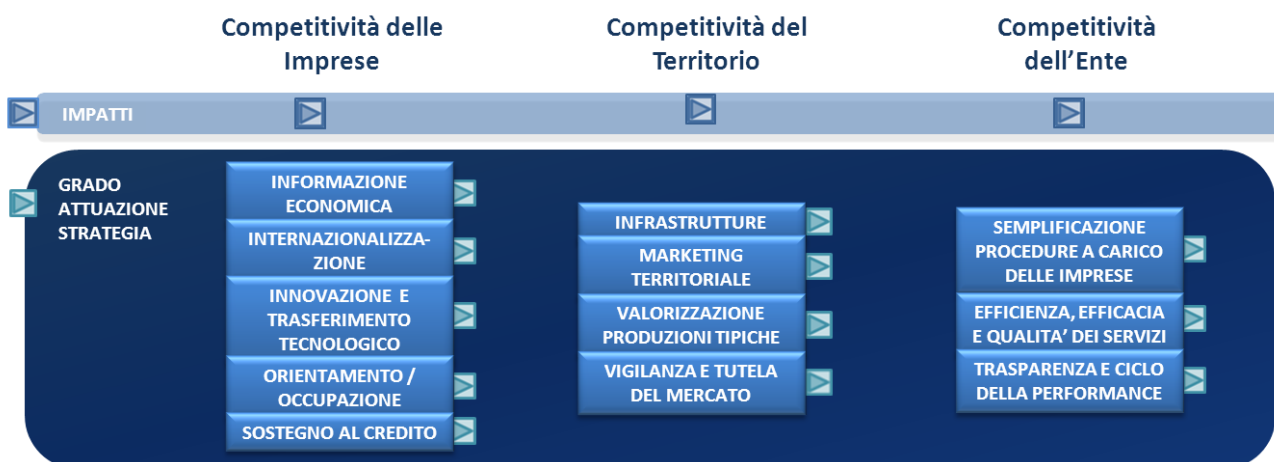 Competitività delle
Imprese
Competitività del
Territorio
Competitività
dell’Ente
IMPATTI
GRADO
ATTUAZIONE
STRATEGIA
INFORMAZIONE
ECONOMICA
INTERNAZIONALIZZA-
ZIONE
INNOVAZIONE E
TRASFERIMENTO
TECNOLOGICO
ORIENTAMENTO /
OCCUPAZIONE
SOSTEGNO AL CREDITO
INFRASTRUTTURE
MARKETING
TERRITORIALE
VALORIZZAZIONE
PRODUZIONI TIPICHE
VIGILANZA E TUTELA
DEL MERCATO
SEMPLIFICAZIONE
PROCEDURE A CARICO
DELLE IMPRESE
EFFICIENZA, EFFICACIA
E QUALITA’ DEI SERVIZI
TRASPARENZA E CICLO
DELLA PERFORMANCE